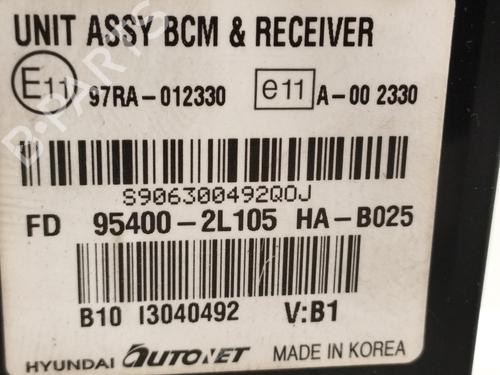 UNIT ASSY BCM & RECEIVER
E11 97RA-012330 e11 A-00 2330
S906300492Q0J
FD 95400-2L105 HA-B025
B10 I3040492 V:B1
HYUNDAI AUTONET MADE IN KOREA
B-PARTS